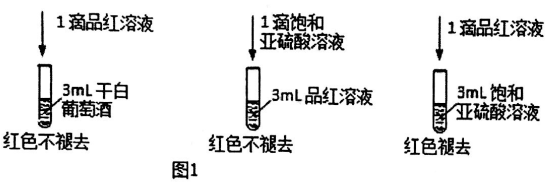 1滴品红溶液
3mL干白
葡萄酒
红色不褪去
1滴饱和
亚硫酸溶液
3mL品红溶液
红色不褪去
1滴品红溶液
3mL饱和
亚硫酸溶液
红色褪去
图1